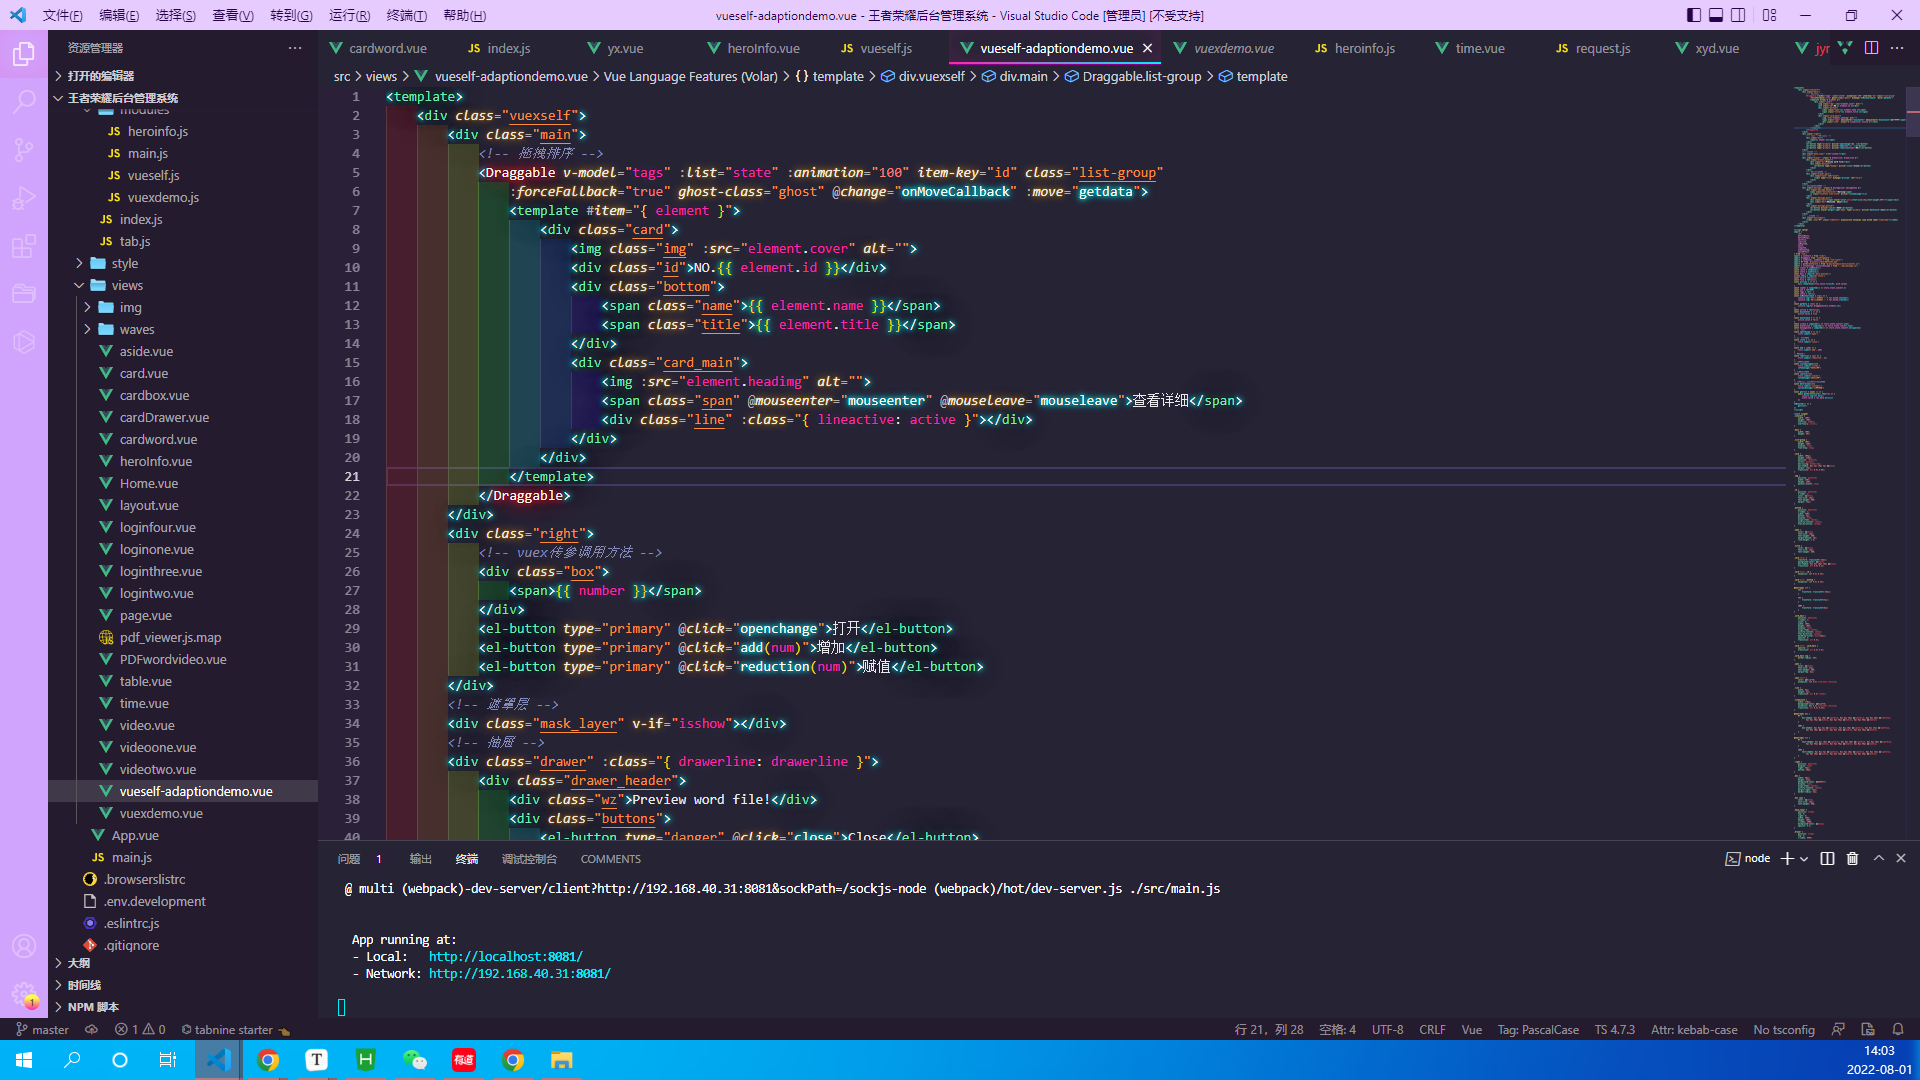 文件(F) 编辑(E) 选择(S) 查看(V) 转到(G) 运行(R) 终端(T) 帮助(H)
vueself-adaptiondemo.vue - 王者荣耀后台管理系统 - Visual Studio Code [管理员] [不受支持]
资源管理器
打开的编辑器
王者荣耀后台管理系统
modules
heroinfo.js
main.js
vueself.js
vuexdemo.js
index.js
tab.js
style
views
img
waves
aside.vue
card.vue
cardbox.vue
cardDrawer.vue
cardword.vue
heroInfo.vue
Home.vue
layout.vue
loginfour.vue
loginone.vue
loginthree.vue
logintwo.vue
page.vue
pdf_viewer.js.map
PDFwordvideo.vue
table.vue
time.vue
video.vue
videoone.vue
videotwo.vue
vueself-adaptiondemo.vue
vuexdemo.vue
App.vue
main.js
.browserslistrc
.env.development
.eslintrc.js
.gitignore
大纲
时间线
NPM 脚本
cardword.vue index.js yx.vue heroInfo.vue vueself.js vueself-adaptiondemo.vue vuexdemo.vue heroinfo.js time.vue request.js xyd.vue jyr
src > views > vueself-adaptiondemo.vue > Vue Language Features (Volar) > {} template > div.vuexself > div.main > Draggable.list-group > template
1 <template>
2 <div class="vuexself">
3 <div class="main">
4 <!-- 拖拽排序 -->
5 <Draggable v-model="tags" :list="state" :animation="100" item-key="id" class="list-group"
6 :forceFallback="true" ghost-class="ghost" @change="onMoveCallback" :move="getdata">
7 <template #item="{ element }">
8 <div class="card">
9 <img class="img" :src="element.cover" alt="">
10 <div class="id">NO.{{ element.id }}</div>
11 <div class="bottom">
12 <span class="name">{{ element.name }}</span>
13 <span class="title">{{ element.title }}</span>
14 </div>
15 <div class="card_main">
16 <img :src="element.heading" alt="">
17 <span class="span" @mouseenter="mouseenter" @mouseleave="mouseleave">查看详细</span>
18 <div class="line" :class="{ lineactive: active }"></div>
19 </div>
20 </div>
21 </template>
22 </Draggable>
23 </div>
24 <div class="right">
25 <!-- vuex传参调用方法 -->
26 <div class="box">
27 <span>{{ number }}</span>
28 </div>
29 <el-button type="primary" @click="openchange">打开</el-button>
30 <el-button type="primary" @click="add(num)">增加</el-button>
31 <el-button type="primary" @click="reduction(num)">赋值</el-button>
32 </div>
33 <!-- 遮罩层 -->
34 <div class="mask_layer" v-if="isshow"></div>
35 <!-- 抽屉 -->
36 <div class="drawer" :class="{ drawerline: drawerline }">
37 <div class="drawer_header">
38 <div class="wz">Preview word file!</div>
39 <div class="buttons">
40 <el-button type="danger" @click="close">Close</el-button>
问题 1 输出 终端 调试控制台 COMMENTS
node
@ multi (webpack)-dev-server/client?http://192.168.40.31:8081&sockPath=/sockjs-node (webpack)/hot/dev-server.js ./src/main.js
App running at:
- Local: http://localhost:8081/
- Network: http://192.168.40.31:8081/
1
master 1 0 tabnine starter
行 21，列 28 空格: 4 UTF-8 CRLF Vue Tag: PascalCase TS 4.7.3 Attr: kebab-case No tsconfig
T H 有道
14:03
2022-08-01